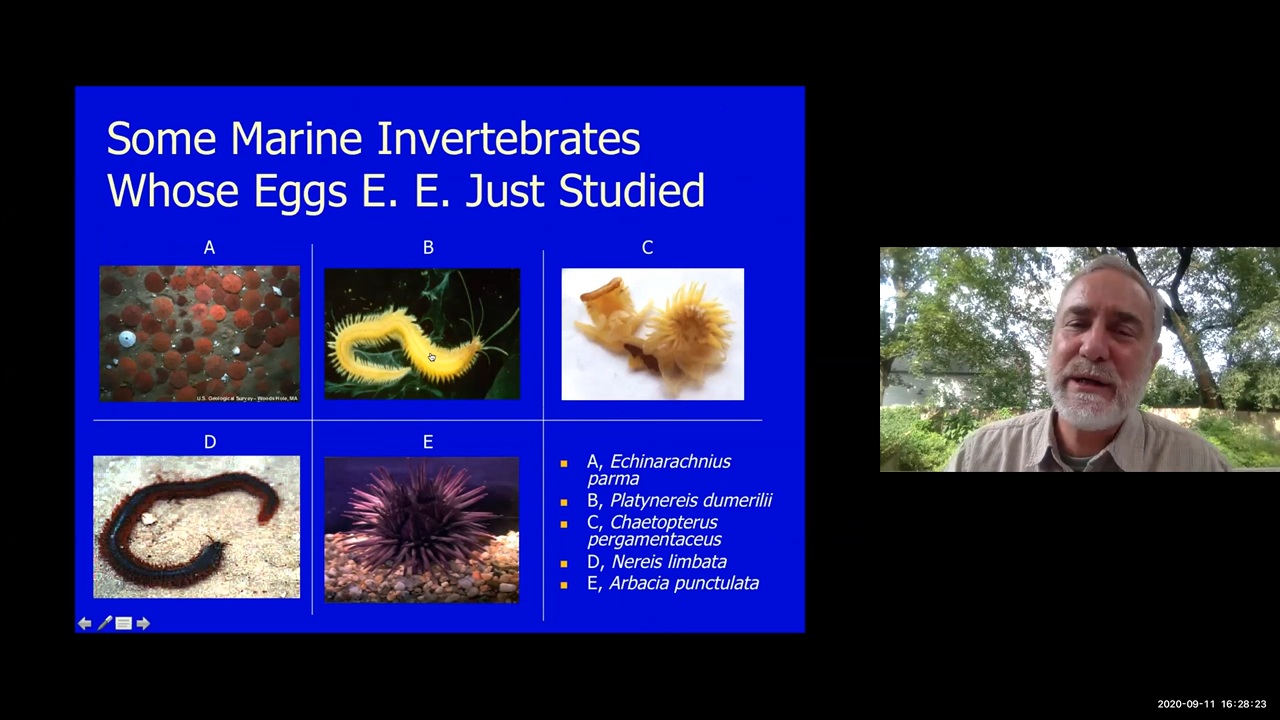 Some Marine Invertebrates
Whose Eggs E. E. Just Studied
A
B
C
U.S. Geological Survey - Woods Hole, MA
D
E
A, Echinarachnius
parma
B, Platynereis dumerilii
C, Chaetopterus
pergamentaceus
D, Nereis limbata
E, Arbacia punctulata
2020-09-11 16:28:23